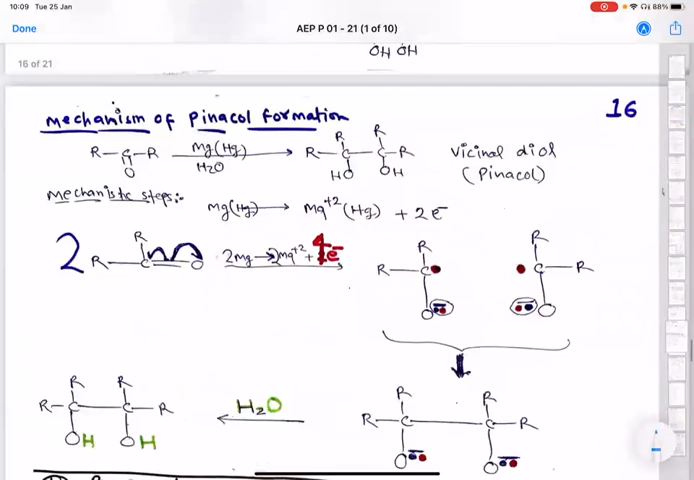 10:09 Tue 25 Jan
88%
Done
AEP P 01 - 21 (1 of 10)
OH OH
16 of 21
Mechanism of Pinacol formation
16
R-C-R
O
Mg(Hg)
H2O
R R
R-C-C-R
HO OH
Vicinal diol
(Pinacol)
Mechanistic steps:-
Mg(Hg) → Mg+2(Hg) + 2e
2
R
R-C=O
2Mg→2Mg+2 + 4e
R
R-C
O
R
C-R
O
R R
R-C-C-R
OH OH
H2O
R R
R-C-C-R
O O